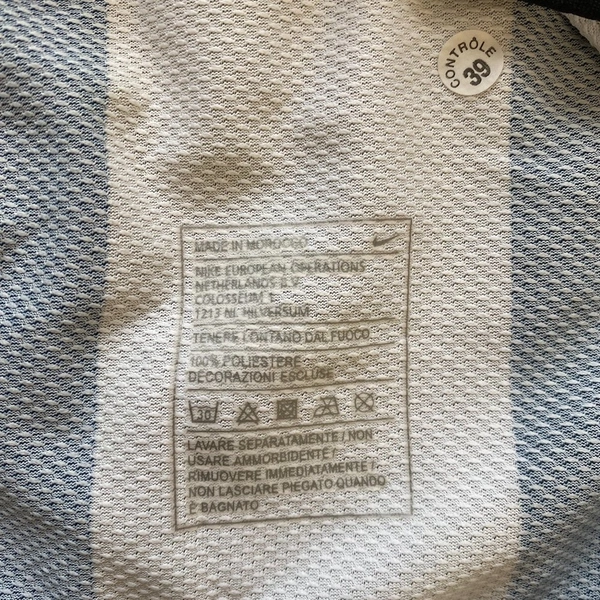 CONTRÔLE
39
MADE IN MOROCCO
NIKE EUROPEAN OPERATIONS
NETHERLANDS B.V.
COLOSSEUM 1
1213 NL HILVERSUM
TENERE LONTANO DAL FUOCO
100% POLIESTERE
DECORAZIONI ESCLUSE
30
LAVARE SEPARATAMENTE / NON
USARE AMMORBIDENTE /
RIMUOVERE IMMEDIATAMENTE /
NON LASCIARE PIEGATO QUANDO
È BAGNATO